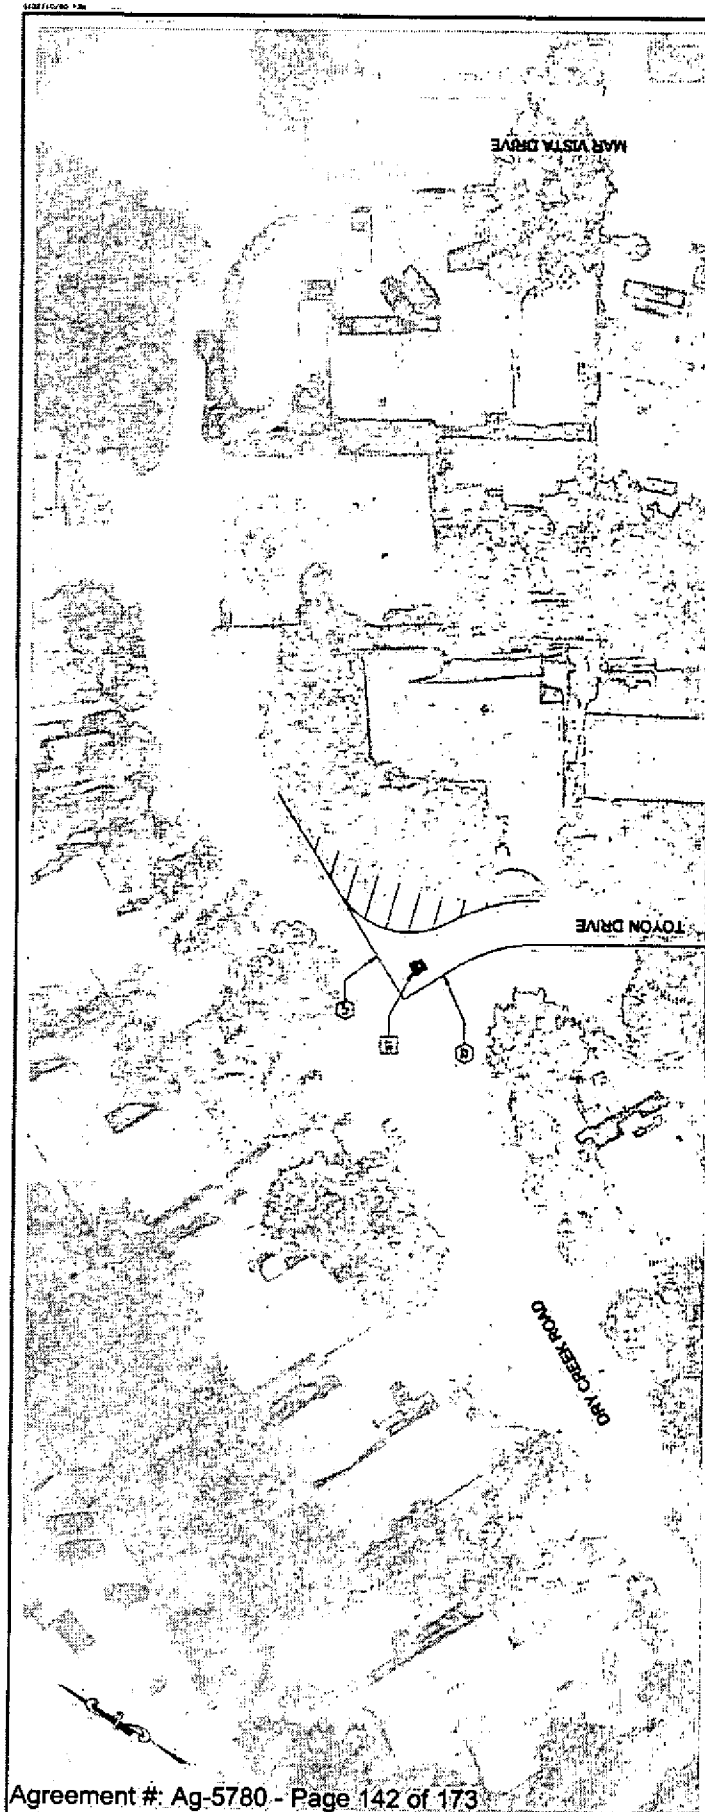 MAR VISTA DRIVE
TOYON DRIVE
DRY CREEK ROAD
Agreement #: Ag-5780 - Page 142 of 173